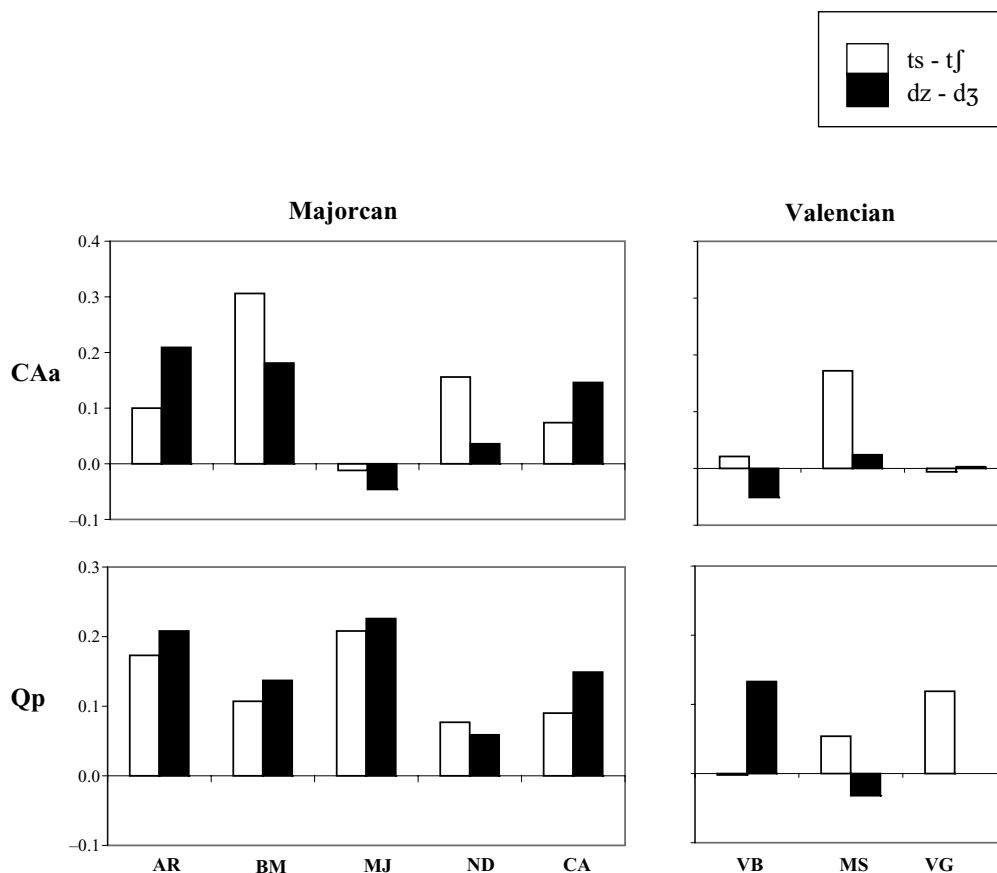 ts - tʃ
dz - dʒ
Majorcan Valencian
CAa
0.4
0.3
0.2
0.1
0.0
–0.1
Qp
0.3
0.2
0.1
0.0
–0.1
AR BM MJ ND CA VB MS VG